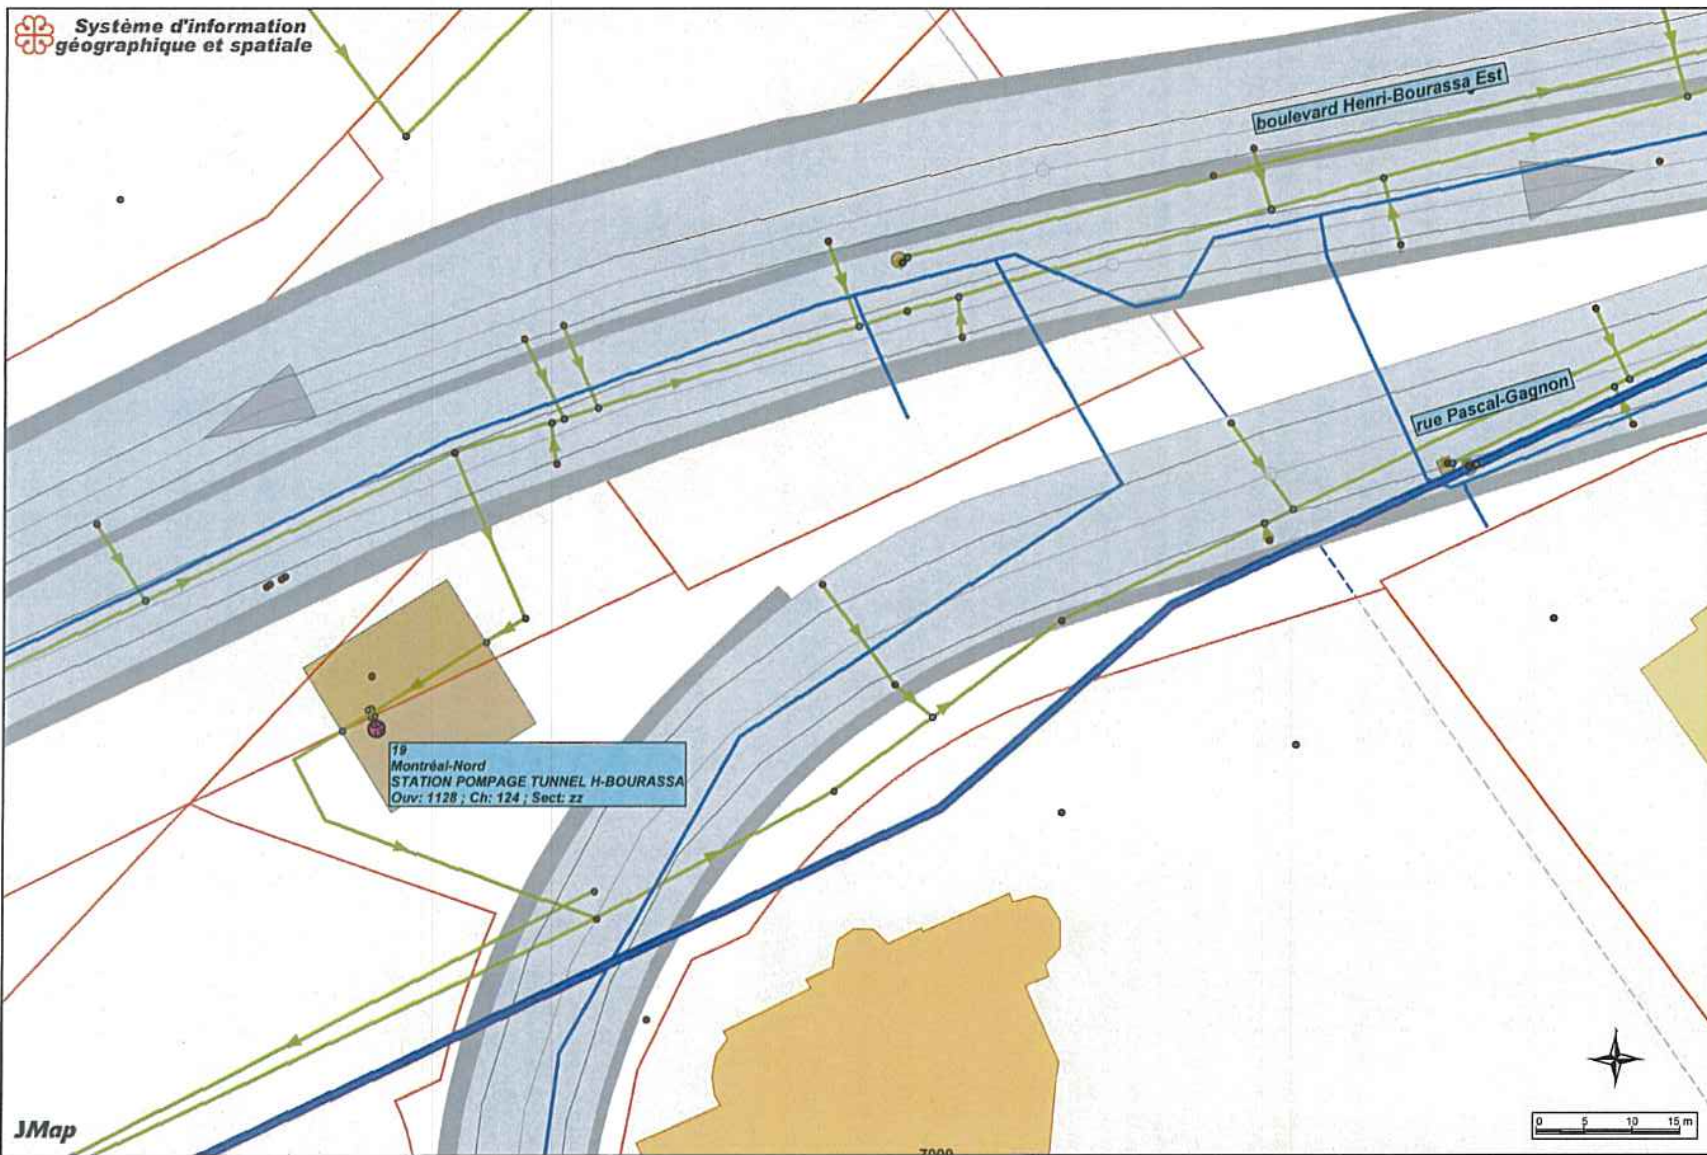 Système d'information
géographique et spatiale
boulevard Henri-Bourassa Est
rue Pascal-Gagnon
19
Montréal-Nord
STATION POMPAGE TUNNEL H-BOURASSA
Ouv: 1128 ; Ch: 124 ; Sect: zz
7000
JMap
0 5 10 15 m